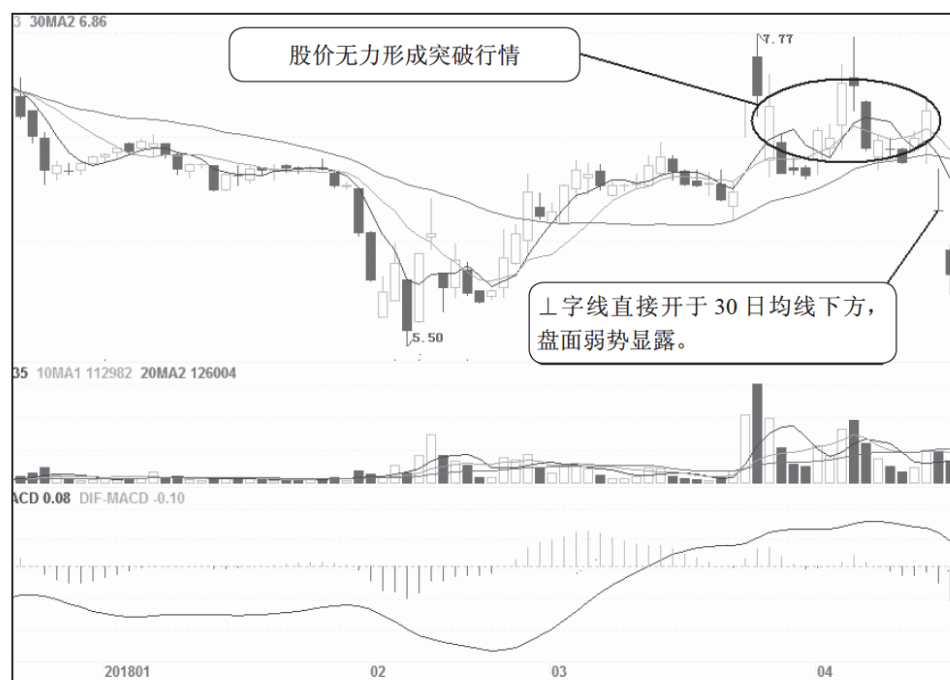 3 30MA2 6.86
7.77
股价无力形成突破行情
⊥字线直接开于 30 日均线下方，
盘面弱势显露。
5.50
35 10MA1 112982 20MA2 126004
ACD 0.08 DIF-MACD -0.10
201801 02 03 04